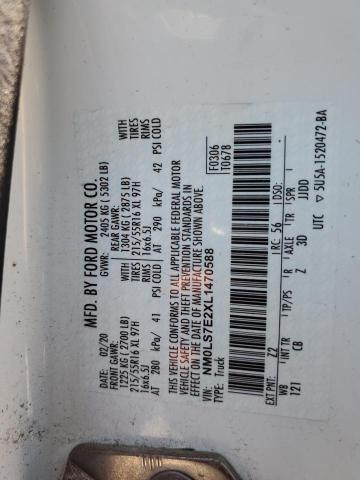 MFD. BY FORD MOTOR CO.
DATE: 02/20 GVWR: 2405 KG ( 5302 LB)
FRONT GAWR: REAR GAWR:
1225 KG (2700 LB) WITH 1304 KG (2875 LB) WITH
215/55R16 97H TIRES 215/55R16 XL 97H TIRES
16x6.5J RIMS 16x6.5J RIMS
AT 280 kPa/ 41 PSI COLD AT 290 kPa/ 42 PSI COLD
THIS VEHICLE CONFORMS TO ALL APPLICABLE FEDERAL MOTOR
VEHICLE SAFETY AND THEFT PREVENTION STANDARDS IN
EFFECT ON THE DATE OF MANUFACTURE SHOWN ABOVE.
VIN: NM0LS7E2XL1470588 F0306
TYPE: Truck T0678
EXT PNT: Z2 RC: 56 DSO:
WB INT TR TP/PS R AXLE TR SPR
121 CB Z 3D JJDD
UTC ▽ 5U5A-1520472-BA